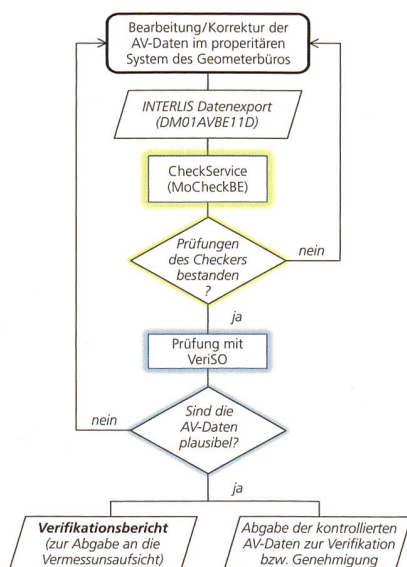 Bearbeitung/Korrektur der
AV-Daten im properitären
System des Geometerbüros
INTERLIS Datenexport
(DM01AVBE11D)
CheckService
(MoCheckBE)
Prüfungen
des Checkers
bestanden
?
nein
ja
Prüfung mit
VeriSO
nein
Sind die
AV-Daten
plausibel?
ja
Verifikationsbericht
(zur Abgabe an die
Vermessunsaufsicht)
Abgabe der kontrollierten
AV-Daten zur Verifikation
bzw. Genehmigung